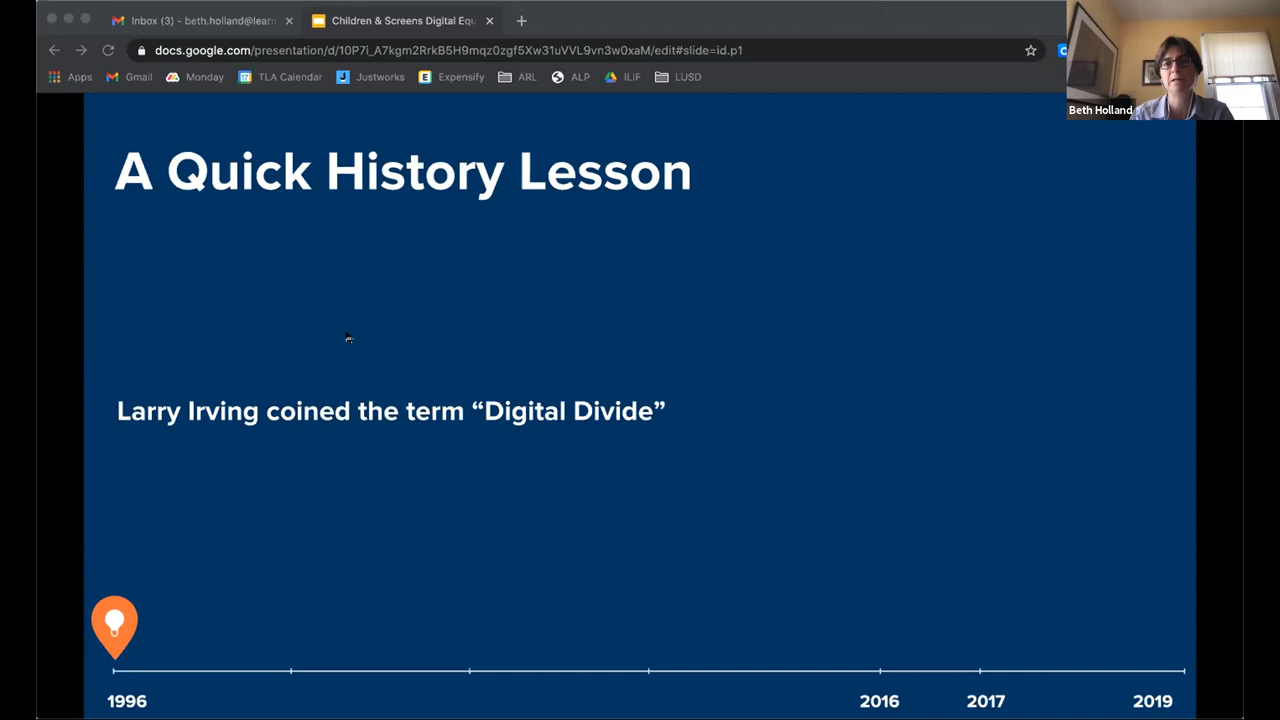 Inbox (3) - beth.holland@learn
Children & Screens Digital Equ
docs.google.com/presentation/d/10P7i_A7kgm2RrkB5H9mqz0zgf5Xw31uVVL9vn3w0xaM/edit#slide=id.p1
Apps
Gmail
Monday
17
TLA Calendar
Justworks
Expensify
ARL
ALP
ILIF
LUSD
Beth Holland
A Quick History Lesson
Larry Irving coined the term “Digital Divide”
1996
2016
2017
2019